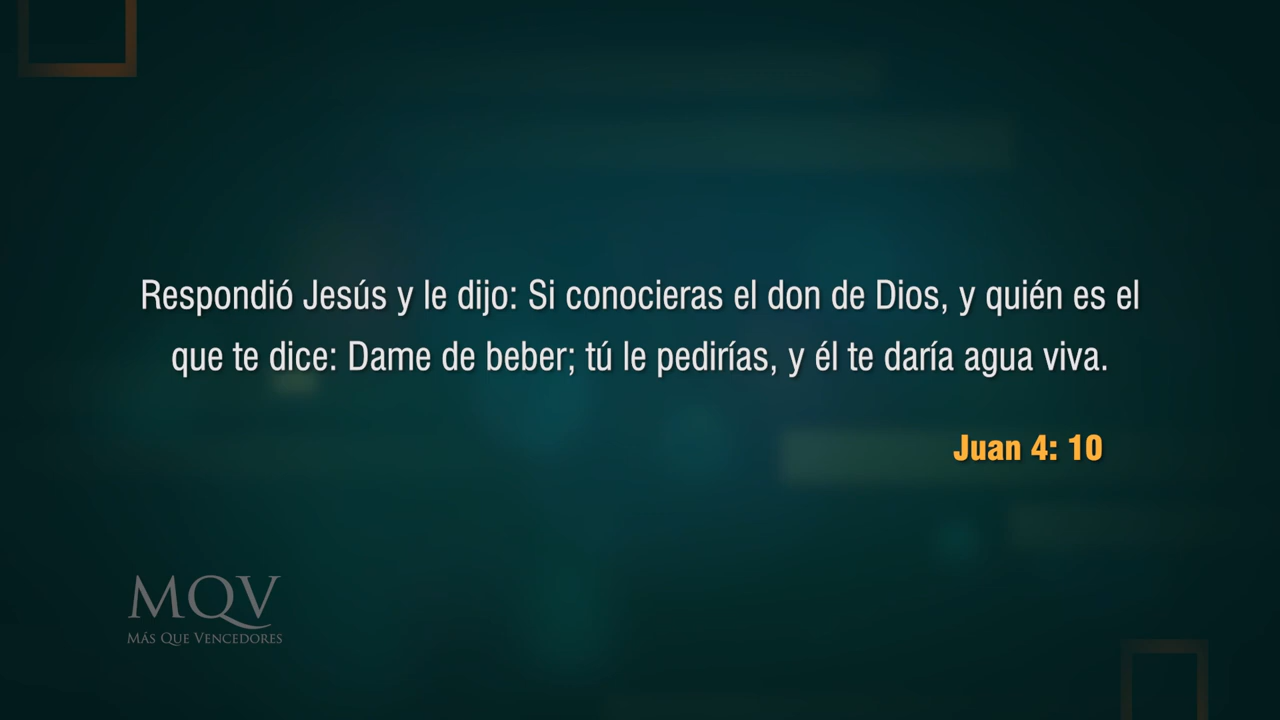 Respondió Jesús y le dijo: Si conocieras el don de Dios, y quién es el
que te dice: Dame de beber; tú le pedirías, y él te daría agua viva.
Juan 4: 10
MQV
Más Que Vencedores